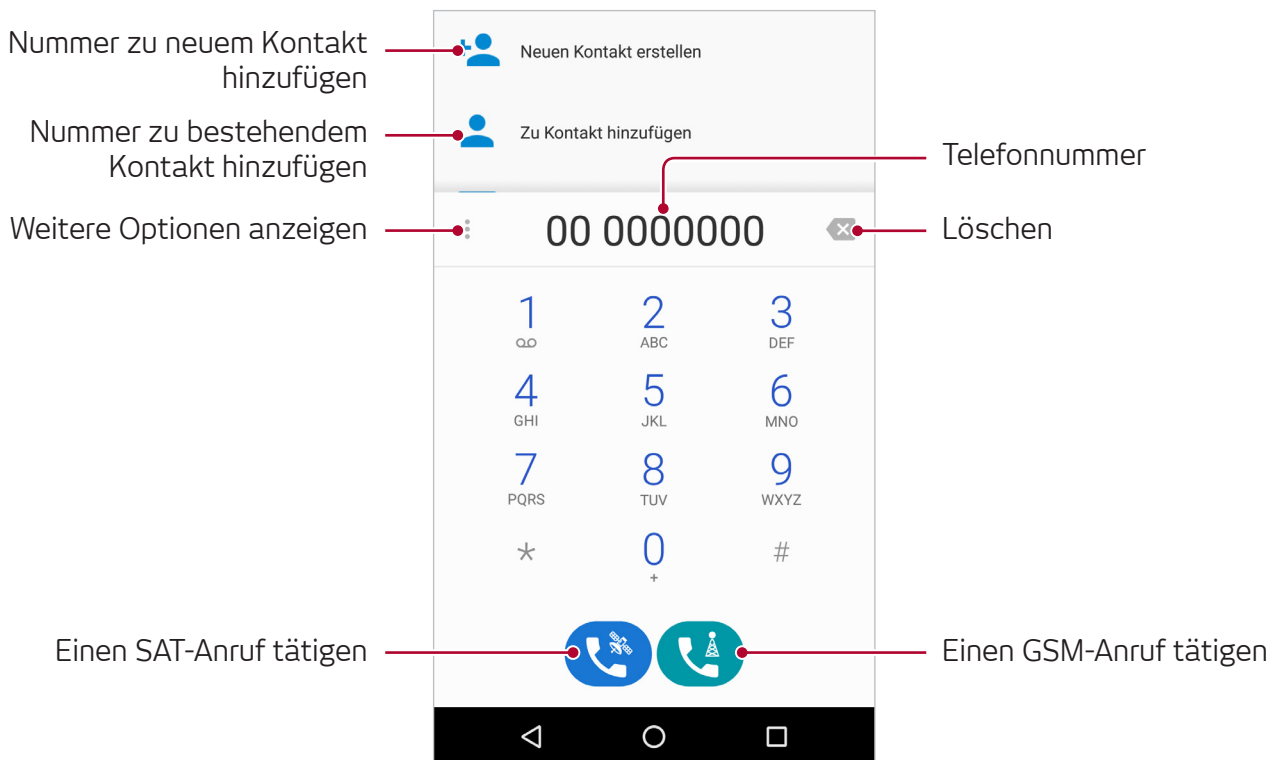 Nummer zu neuem Kontakt
hinzufügen
Neuen Kontakt erstellen
Nummer zu bestehendem
Kontakt hinzufügen
Zu Kontakt hinzufügen
Telefonnummer
Weitere Optionen anzeigen
00 0000000
Löschen
1 2 3
ABC DEF
4 5 6
GHI JKL MNO
7 8 9
PQRS TUV WXYZ
* 0 #
+
Einen SAT-Anruf tätigen
Einen GSM-Anruf tätigen